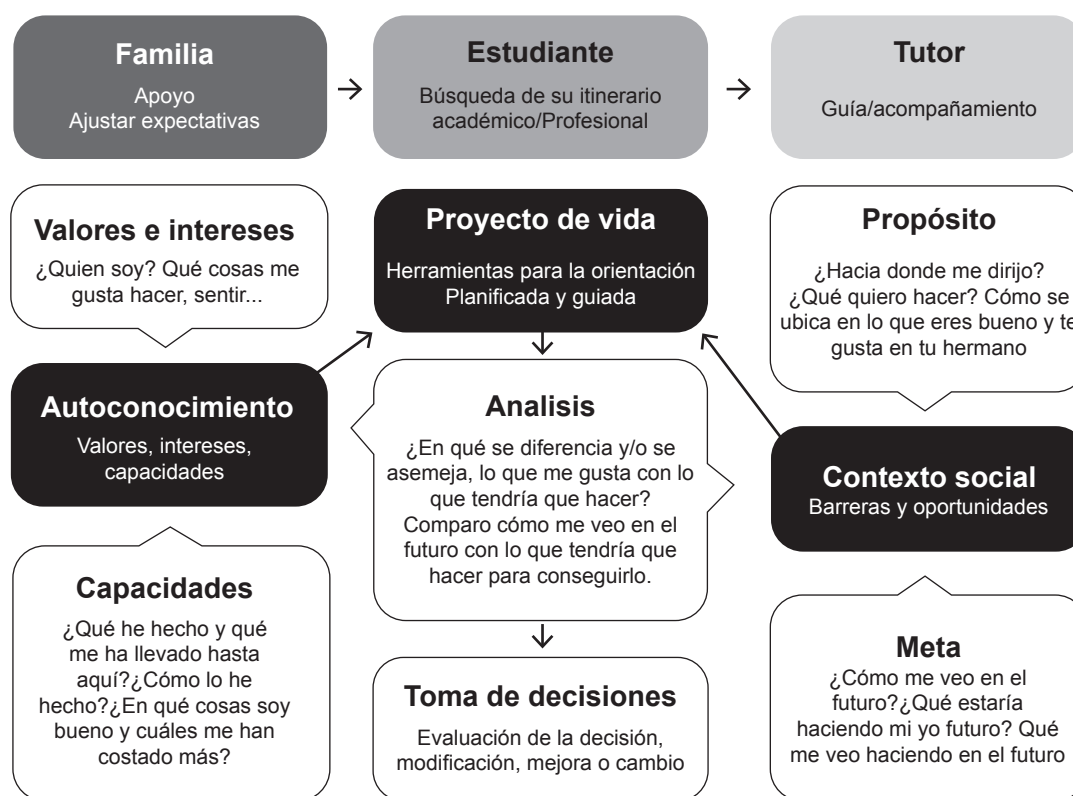 Familia
Apoyo
Ajustar expectativas
Estudiante
Búsqueda de su itinerario
académico/Profesional
Tutor
Guía/acompañamiento
Valores e intereses
¿Quien soy? Qué cosas me
gusta hacer, sentir...
Proyecto de vida
Herramientas para la orientación
Planificada y guiada
Propósito
¿Hacia donde me dirijo?
¿Qué quiero hacer? Cómo se
ubica en lo que eres bueno y te
gusta en tu hermano
Autoconocimiento
Valores, intereses,
capacidades
Analisis
¿En qué se diferencia y/o se
asemeja, lo que me gusta con lo
que tendría que hacer?
Comparo cómo me veo en el
futuro con lo que tendría que
hacer para conseguirlo.
Contexto social
Barreras y oportunidades
Capacidades
¿Qué he hecho y qué
me ha llevado hasta
aquí?¿Cómo lo he
hecho?¿En qué cosas soy
bueno y cuáles me han
costado más?
Toma de decisiones
Evaluación de la decisión,
modificación, mejora o cambio
Meta
¿Cómo me veo en el
futuro?¿Qué estaría
haciendo mi yo futuro? Qué
me veo haciendo en el futuro